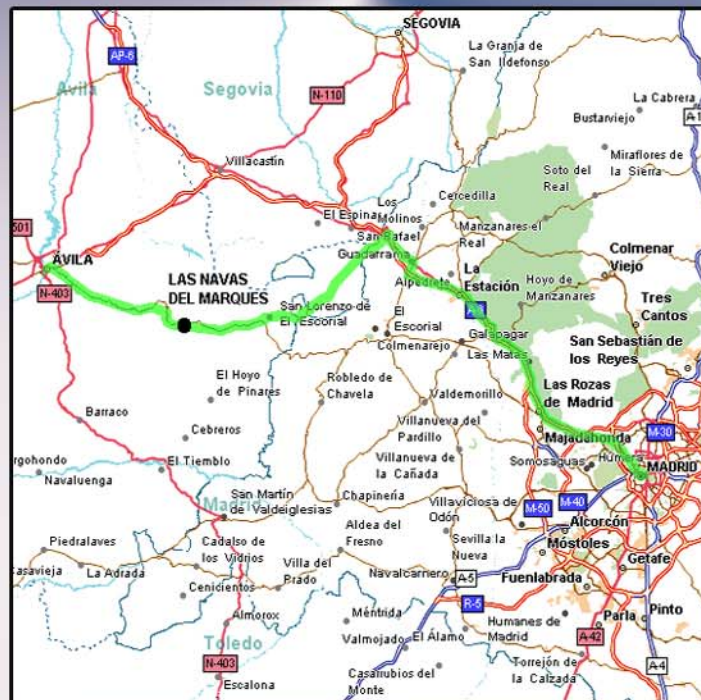 SEGOVIA
AP-6
La Granja de
San Ildefonso
Avila
Segovia
N-110
La Cabrera
Bustarviejo
A-1
Villacastín
Miraflores de
la Sierra
Soto del
Real
Cercedilla
Los
Molinos
El Espinar
San Rafael
Manzanares el
Real
501
ÁVILA
Guadarrama
Colmenar
Viejo
N-403
LAS NAVAS
DEL MARQUES
Alpedrete
La
Estación
Hoyo de
Manzanares
San Lorenzo de
El Escorial
Tres
Cantos
El
Escorial
Galapagar
Colmenarejo
San Sebastián de
los Reyes
Las Matas
El Hoyo
de Pinares
Robledo de
Chavela
Valdemorillo
Las Rozas
de Madrid
Barraco
Villanueva del
Pardillo
M-30
Cebreros
Majadahonda
Villanueva de
la Cañada
Somosaguas
Húmera
MADRID
rgohondo
El Tiemblo
Navaluenga
Madrid
San Martín
de Valdeiglesias
Chapinería
Villaviciosa de
Odón
M-50
M-40
Alcorcón
Piedralaves
Cadalso de
los Vidrios
Aldea del
Fresno
Sevilla la
Nueva
Móstoles
Casavieja
La Adrada
Villa del
Prado
Getafe
Cenicientos
Navalcarnero
A-5
Fuenlabrada
R-5
Almorox
Méntrida
Humanes de
Madrid
Parla
Pinto
Toledo
Valmojado
El Álamo
A-42
N-403
Torrejón de
la Calzada
A-4
Escalona
Casarrubios del
Monte